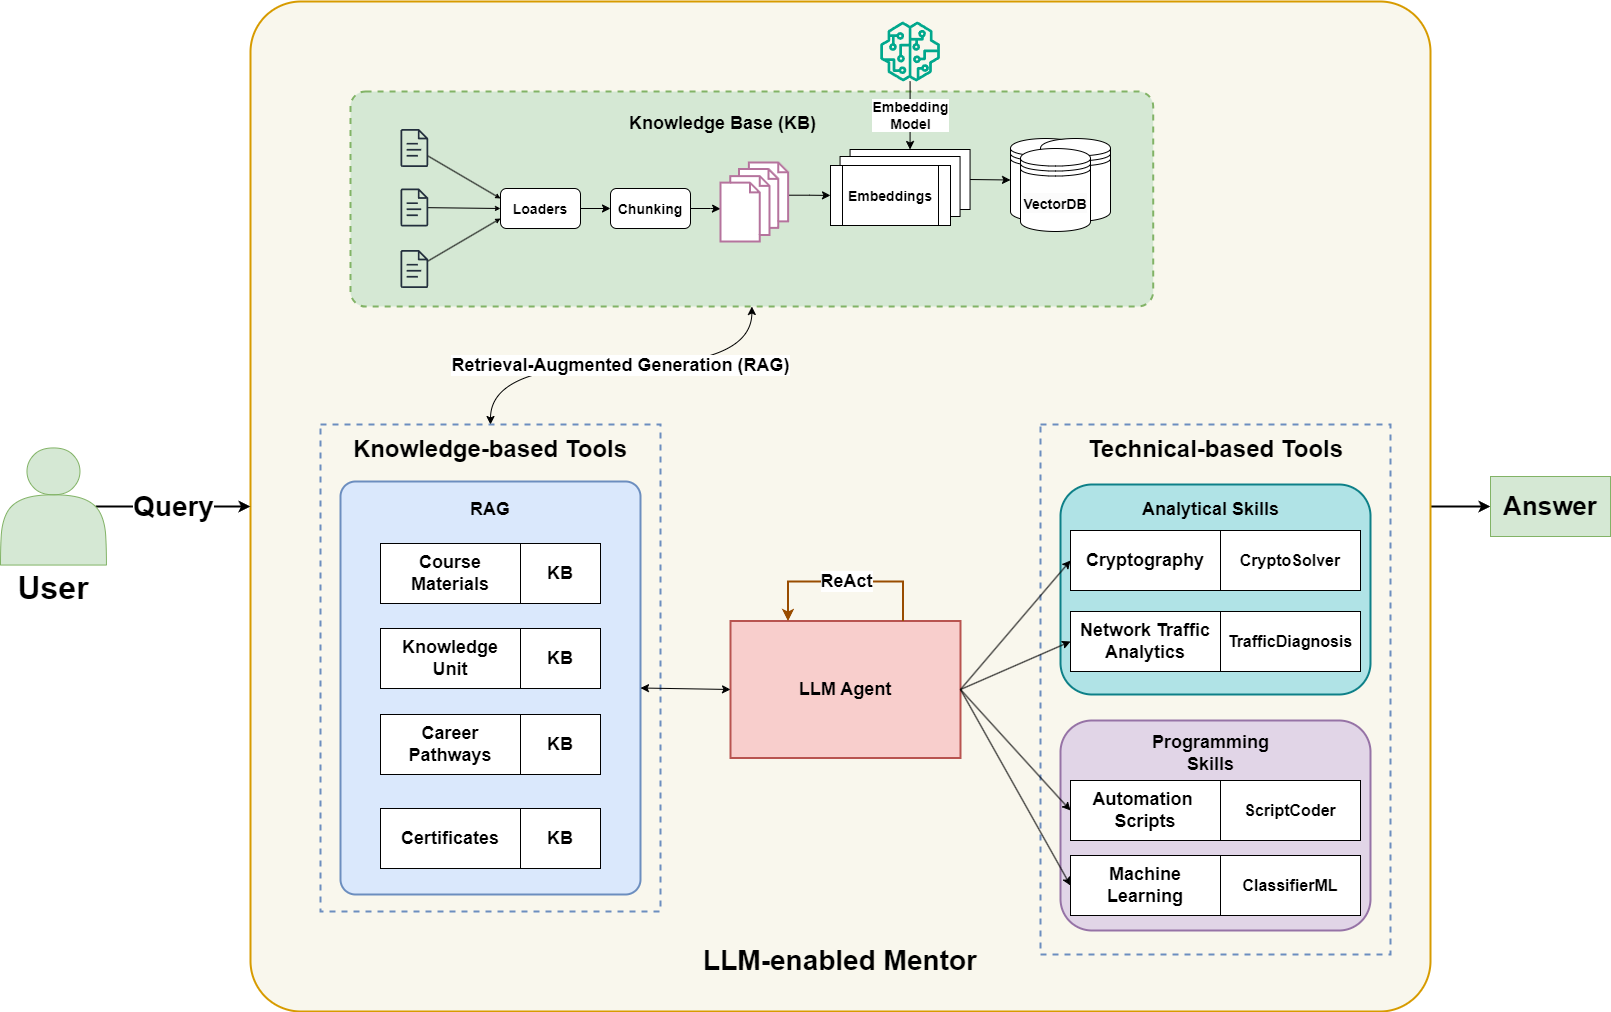 Embedding
Model
Knowledge Base (KB)
Loaders
Chunking
Embeddings
VectorDB
Retrieval-Augmented Generation (RAG)
User
Query
Knowledge-based Tools
RAG
Course
Materials
KB
Knowledge
Unit
KB
Career
Pathways
KB
Certificates
KB
ReAct
LLM Agent
Technical-based Tools
Analytical Skills
Cryptography
CryptoSolver
Network Traffic
Analytics
TrafficDiagnosis
Programming
Skills
Automation
Scripts
ScriptCoder
Machine
Learning
ClassifierML
Answer
LLM-enabled Mentor